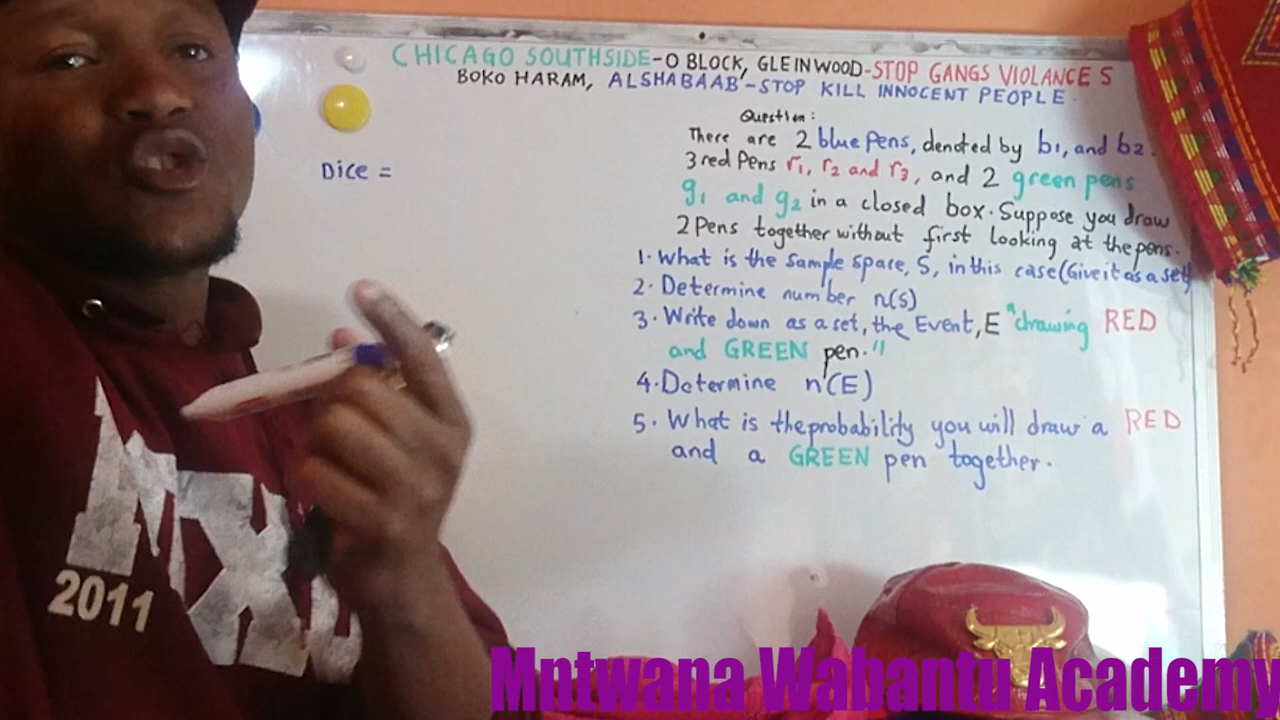 CHICAGO SOUTHSIDE-O BLOCK, GLEINWOOD-STOP GANGS VIOLANCES
BOKO HARAM, ALSHABAAB-STOP KILL INNOCENT PEOPLE.
Question:
There are 2 blue pens, denoted by b1, and b2.
3 red Pens r1, r2 and r3, and 2 green pens
g1 and g2 in a closed box. Suppose you draw
2 Pens together without first looking at the pens.
Dice =
1. What is the sample space, S, in this case (Give it as a set)
2. Determine number n(s)
3. Write down as a set, the Event, E "drawing RED
and GREEN pen."
4. Determine n(E)
5. What is the probability you will draw a RED
and a GREEN pen together.
2011
Mntwana Wabantu Academy